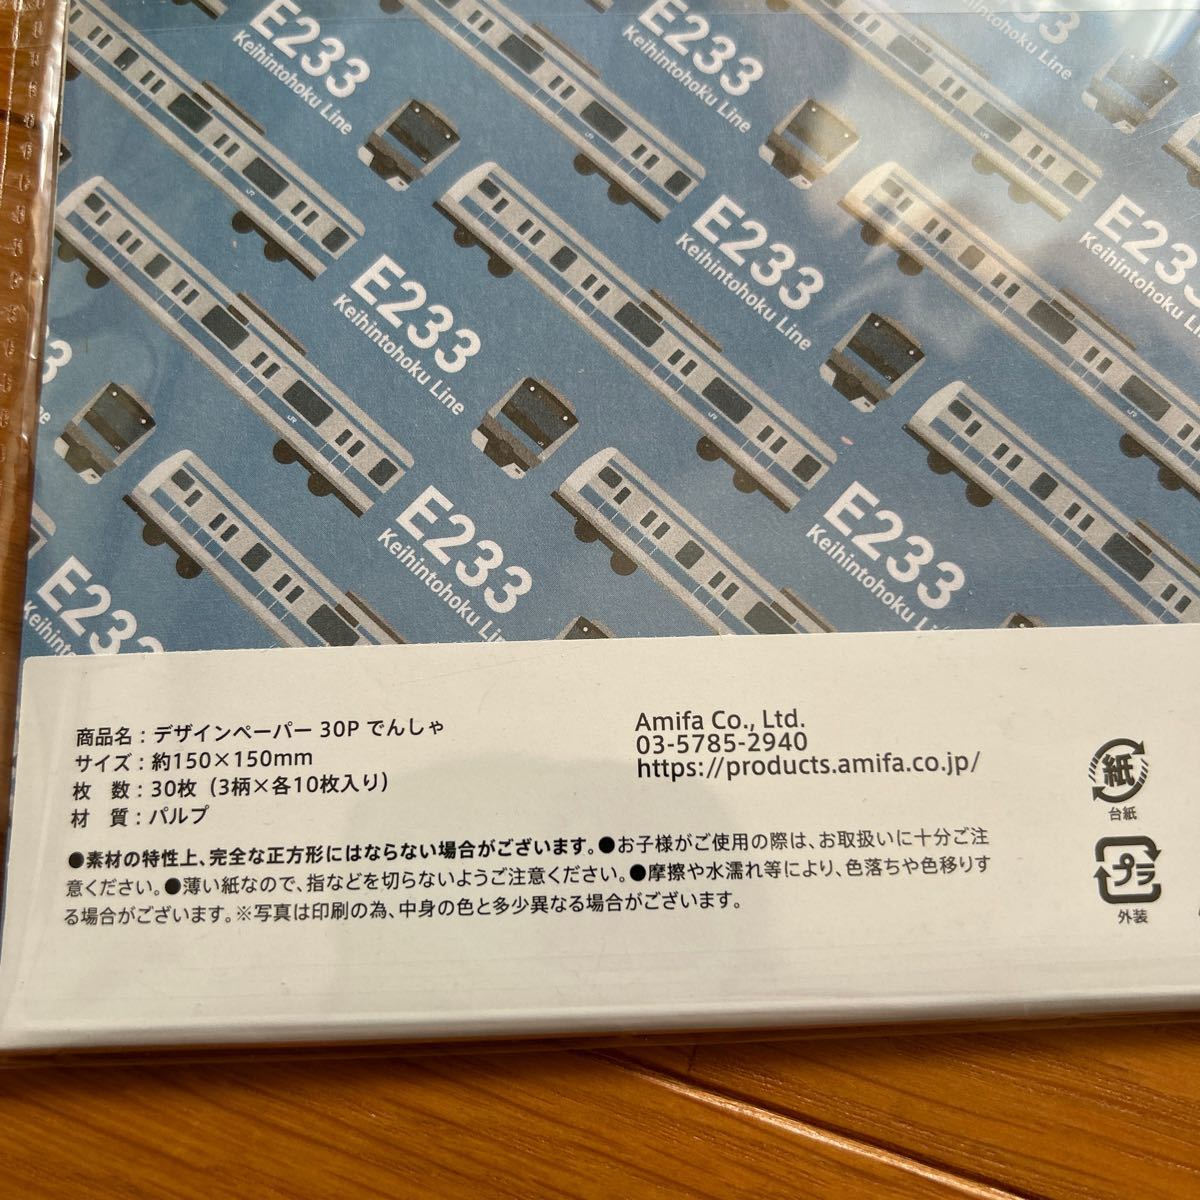 E233
Keihintohoku Line
E233
Keihintohoku Line
E233
Keihintohoku Line
E233
Keihintohoku Line
E233
Keihintohoku Line
E233
Keihintohoku Line
E233
Keihintohoku Line
E233
商品名：デザインペーパー 30P でんしゃ
サイズ：約150×150mm
枚　数：30枚（3柄×各10枚入り）
材　質：パルプ
Amifa Co., Ltd.
03-5785-2940
https://products.amifa.co.jp/
●素材の特性上、完全な正方形にはならない場合がございます。●お子様がご使用の際は、お取扱いに十分ご注
意ください。●薄い紙なので、指などを切らないようご注意ください。●摩擦や水濡れ等により、色落ちや色移りす
る場合がございます。※写真は印刷の為、中身の色と多少異なる場合がございます。
紙
台紙
プラ
外装